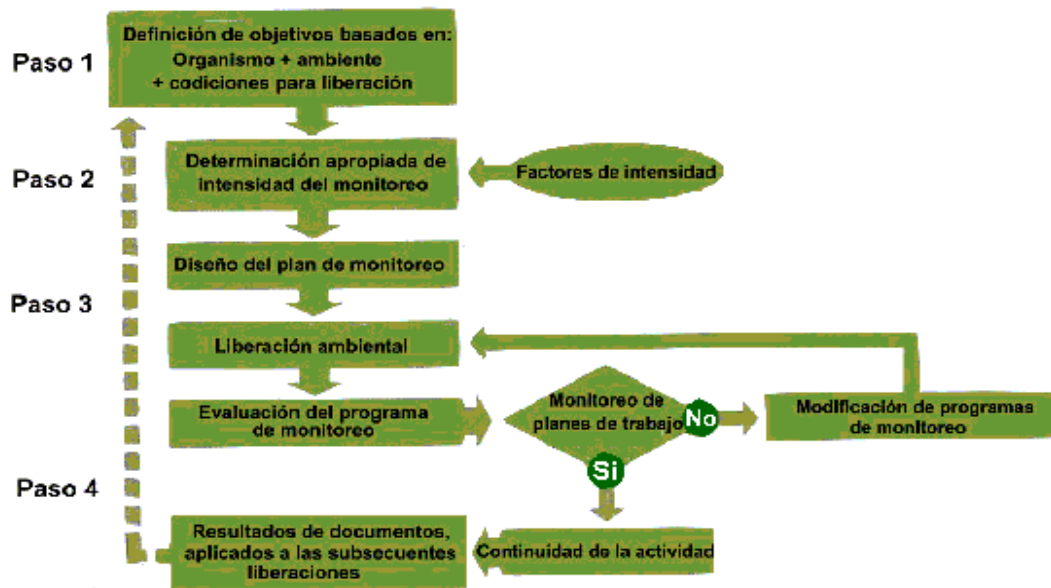 Paso 1
Definición de objetivos basados en:
Organismo + ambiente
+ codiciones para liberación
Paso 2
Determinación apropiada de
intensidad del monitoreo
Factores de intensidad
Diseño del plan de monitoreo
Paso 3
Liberación ambiental
Evaluación del programa
de monitoreo
Monitoreo de
planes de trabajo
No
Modificación de programas
de monitoreo
Si
Paso 4
Resultados de documentos,
aplicados a las subsecuentes
liberaciones
Continuidad de la actividad